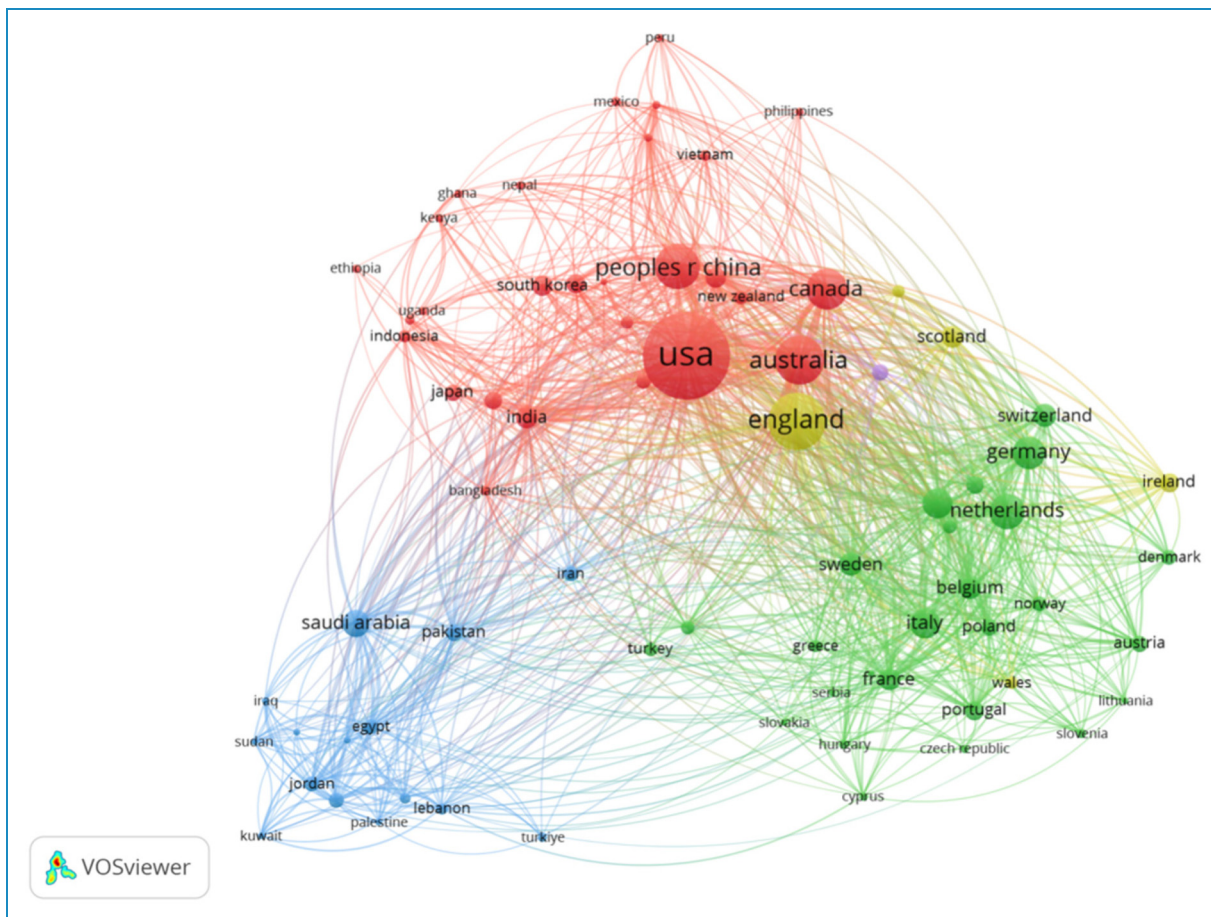 peru
mexico
philippines
vietnam
nepal
ghana
kenya
peoples r china
ethiopia
south korea
canada
new zealand
uganda
indonesia
scotland
usa
australia
japan
india
england
switzerland
germany
ireland
bangladesh
netherlands
denmark
sweden
iran
belgium
norway
saudi arabia
pakistan
italy
poland
turkey
greece
austria
france
wales
serbia
iraq
lithuania
portugal
egypt
slovakia
slovenia
sudan
hungary
czech republic
jordan
cyprus
lebanon
palestine
kuwait
turkiye
VOSviewer